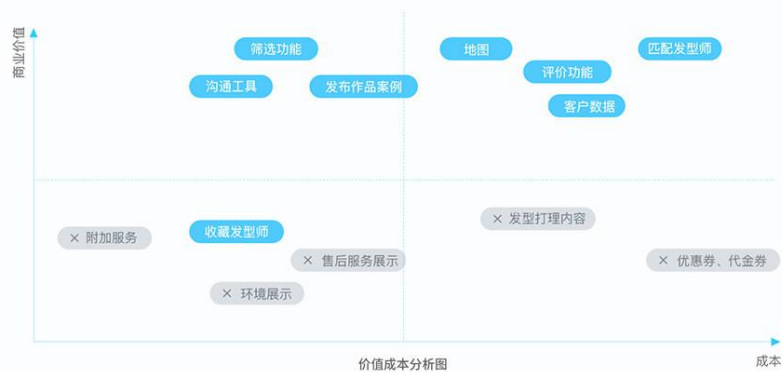 商业价值
筛选功能
地图
匹配发型师
评价功能
沟通工具
发布作品案例
客户数据
× 发型打理内容
× 附加服务
收藏发型师
× 售后服务展示
× 优惠券、代金券
× 环境展示
成本
价值成本分析图